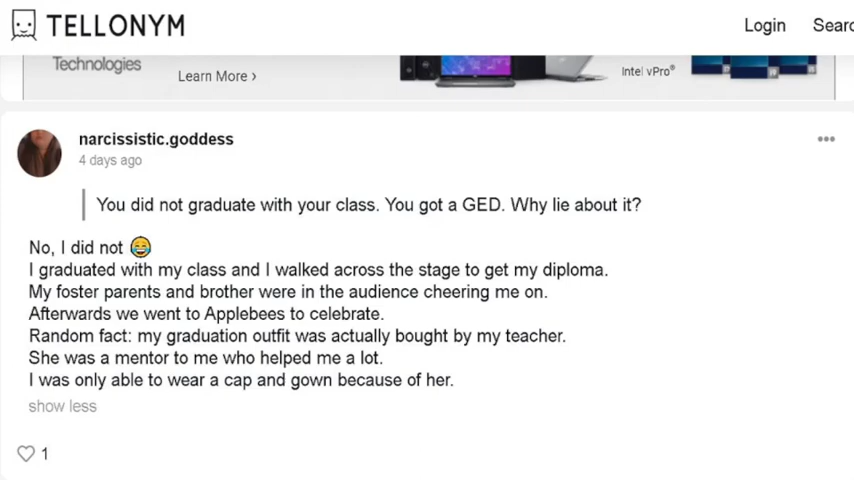 TELLONYM
Login Searc
Technologies
Learn More ›
Intel vPro®
narcissistic.goddess
4 days ago
You did not graduate with your class. You got a GED. Why lie about it?
No, I did not 😂
I graduated with my class and I walked across the stage to get my diploma.
My foster parents and brother were in the audience cheering me on.
Afterwards we went to Applebees to celebrate.
Random fact: my graduation outfit was actually bought by my teacher.
She was a mentor to me who helped me a lot.
I was only able to wear a cap and gown because of her.
show less
1